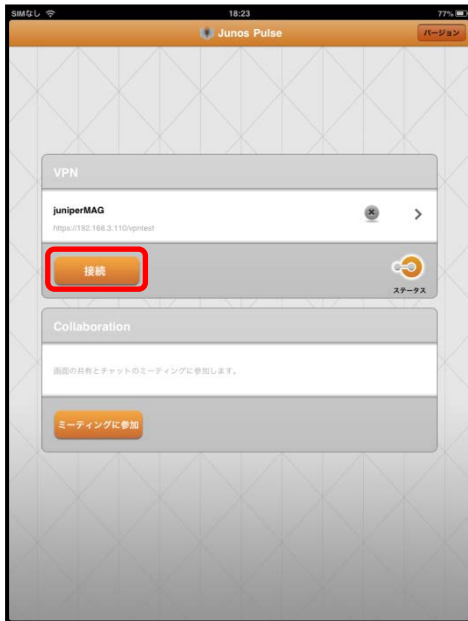 SIMなし 18:23 77%
Junos Pulse
バージョン
VPN
juniperMAG
https://192.168.3.110/vpntest
接続
ステータス
Collaboration
画面の共有とチャットのミーティングに参加します。
ミーティングに参加